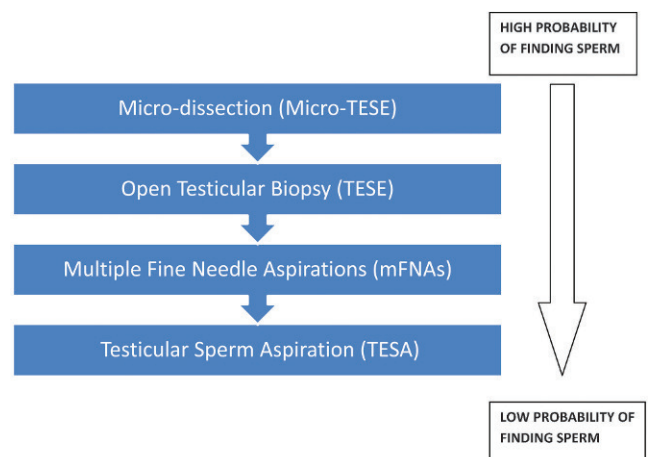 HIGH PROBABILITY
OF FINDING SPERM
Micro-dissection (Micro-TESE)
Open Testicular Biopsy (TESE)
Multiple Fine Needle Aspirations (mFNAs)
Testicular Sperm Aspiration (TESA)
LOW PROBABILITY OF
FINDING SPERM